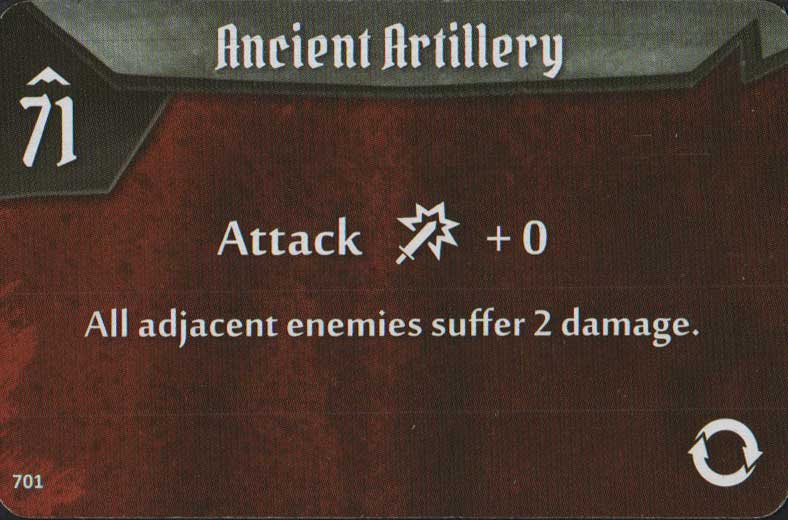 Ancient Artillery
71
Attack + 0
All adjacent enemies suffer 2 damage.
701